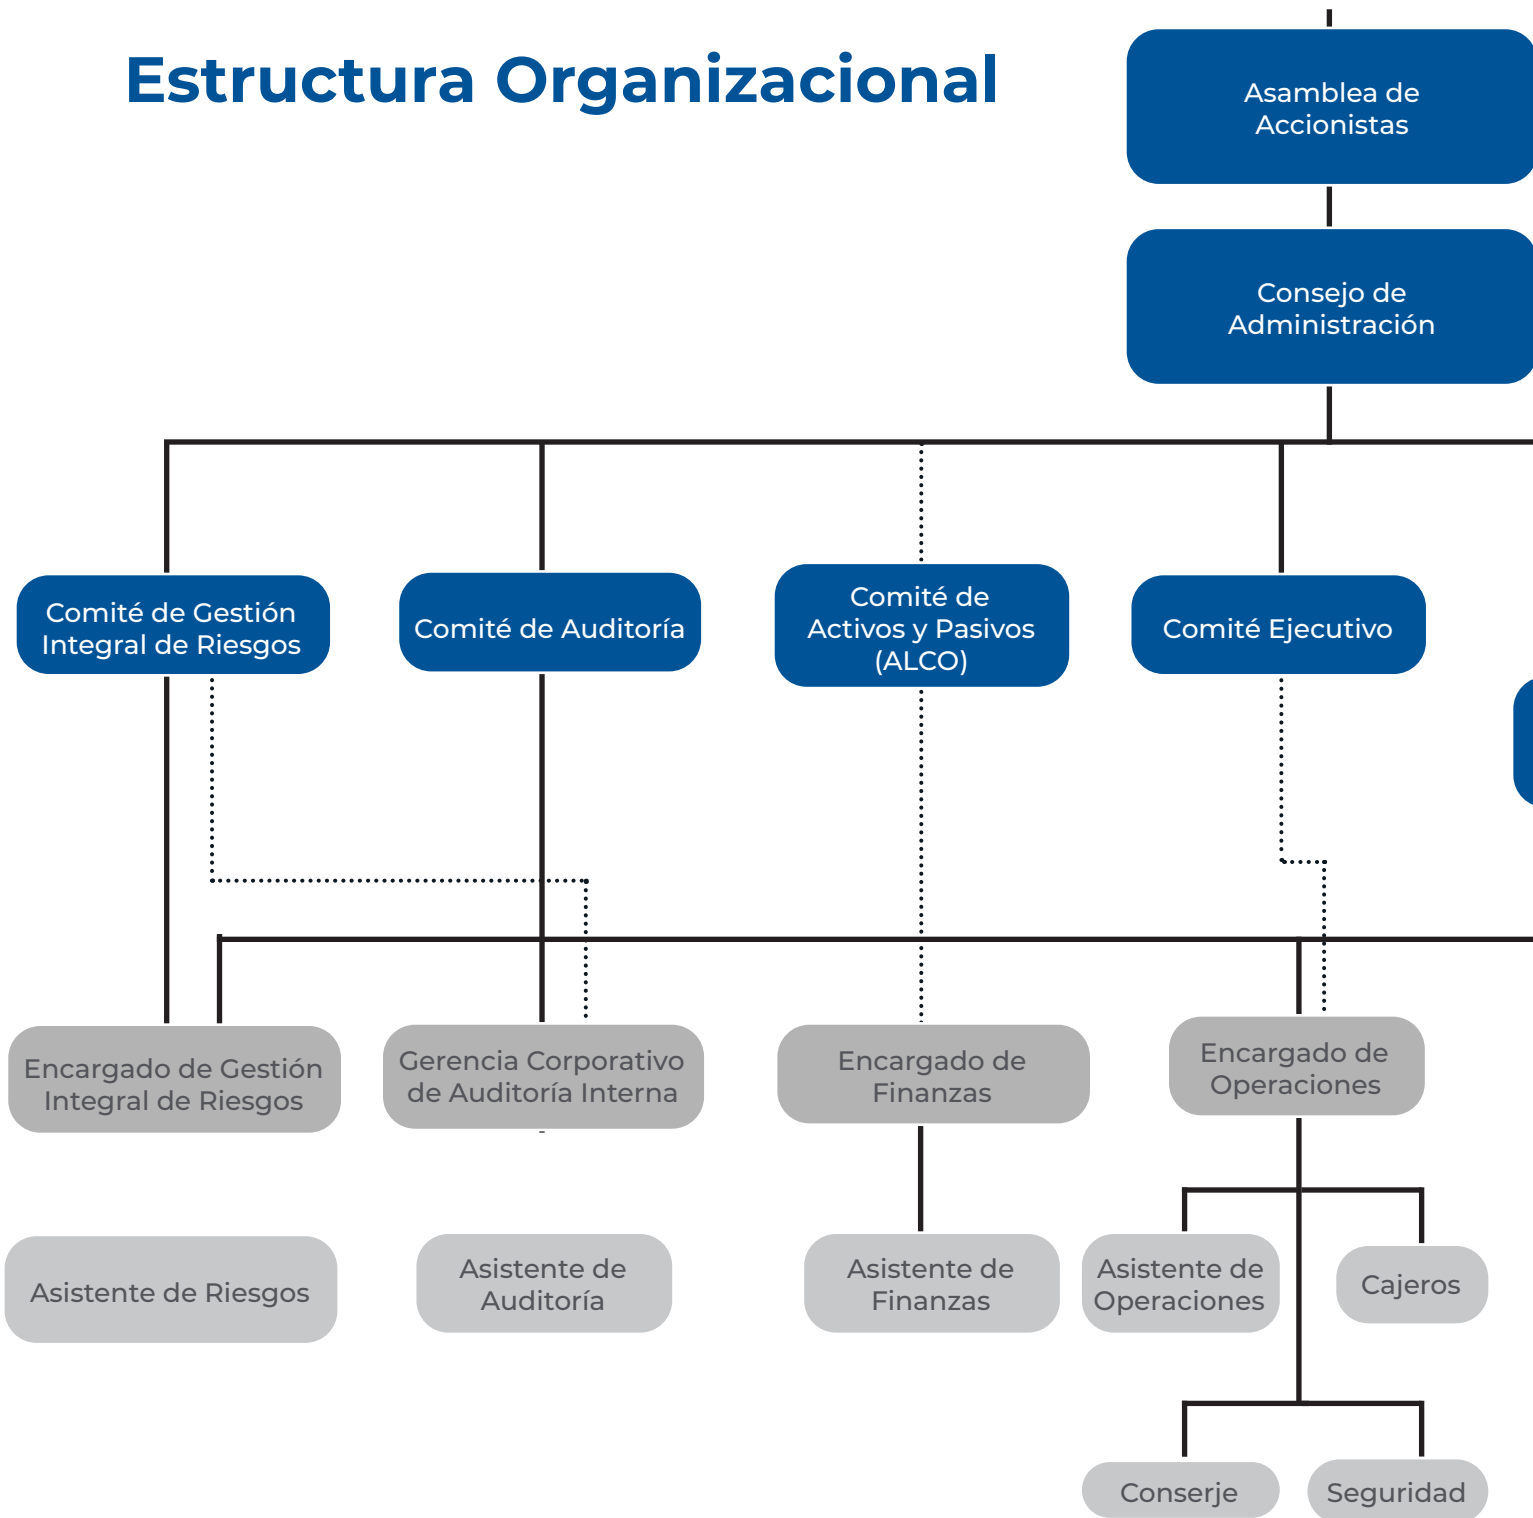 Estructura Organizacional
Asamblea de
Accionistas
Consejo de
Administración
Comité de Gestión
Integral de Riesgos
Comité de Auditoría
Comité de
Activos y Pasivos
(ALCO)
Comité Ejecutivo
Encargado de Gestión
Integral de Riesgos
Gerencia Corporativo
de Auditoría Interna
Encargado de
Finanzas
Encargado de
Operaciones
Asistente de Riesgos
Asistente de
Auditoría
Asistente de
Finanzas
Asistente de
Operaciones
Cajeros
Conserje
Seguridad